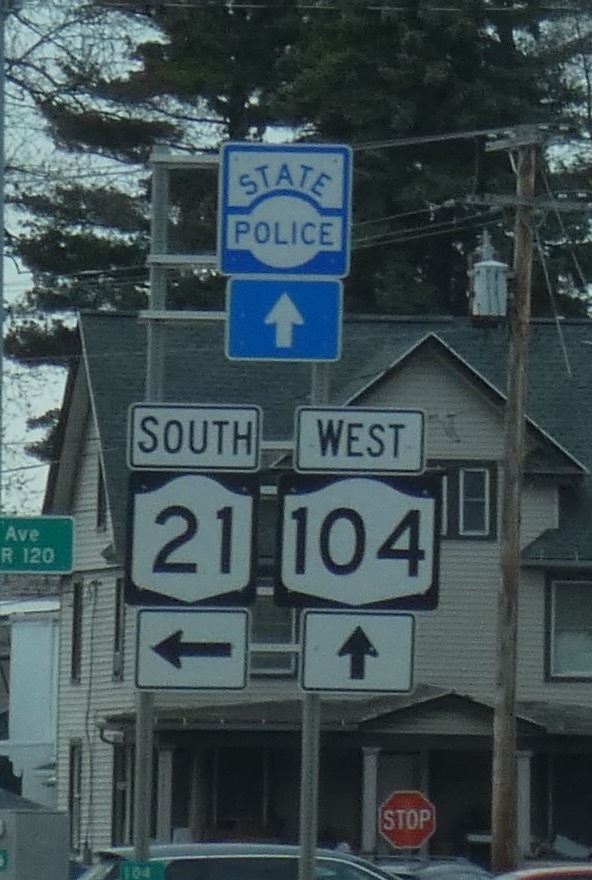 STATE
POLICE
SOUTH
WEST
21
104
Ave
R 120
STOP
104